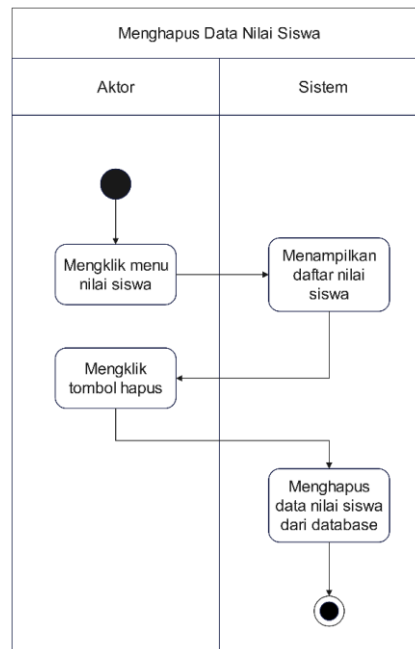 Menghapus Data Nilai Siswa
Aktor
Sistem
Mengklik menu
nilai siswa
Menampilkan
daftar nilai
siswa
Mengklik
tombol hapus
Menghapus
data nilai siswa
dari database